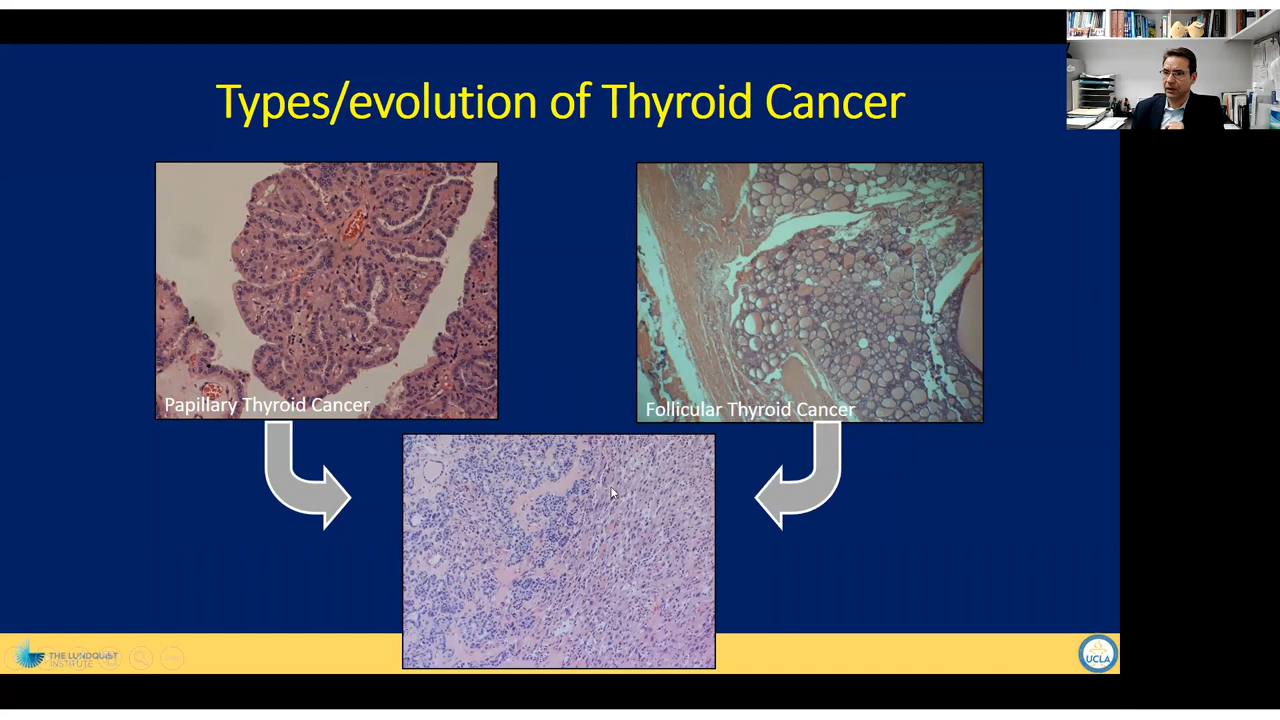 Types/evolution of Thyroid Cancer
Papillary Thyroid Cancer
Follicular Thyroid Cancer
THE LUNDQUIST
INSTITUTE
UCLA